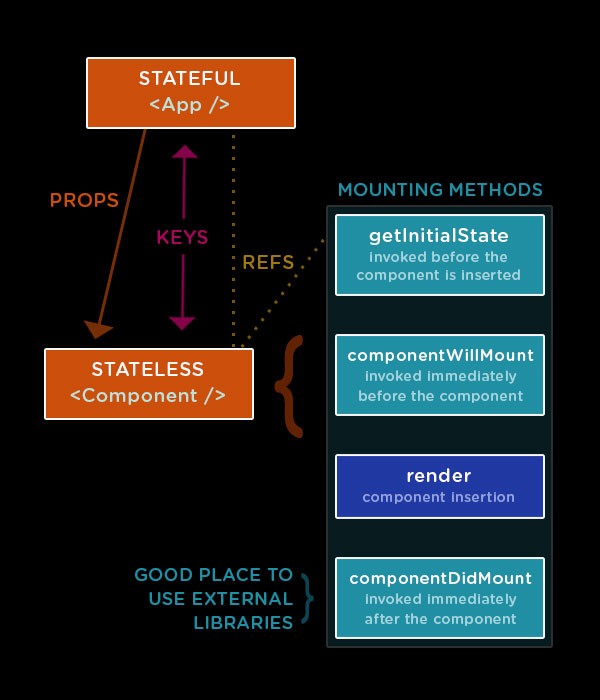 STATEFUL
<App />
PROPS
KEYS
REFS
STATELESS
<Component />
MOUNTING METHODS
getInitialState
invoked before the
component is inserted
componentWillMount
invoked immediately
before the component
render
component insertion
GOOD PLACE TO
USE EXTERNAL
LIBRARIES
componentDidMount
invoked immediately
after the component